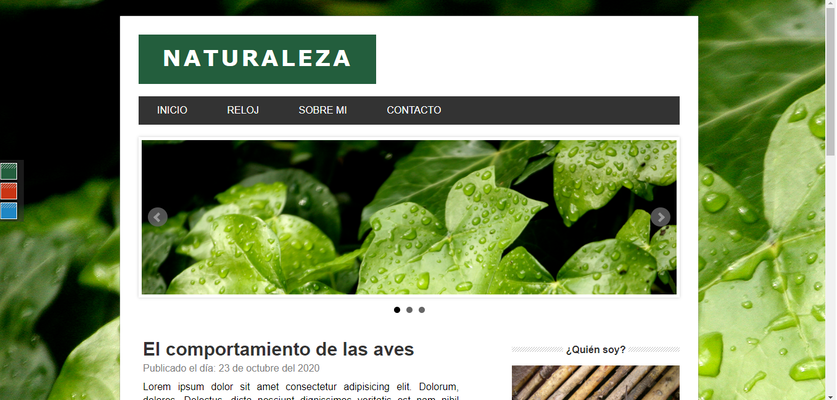 NATURALEZA
INICIO RELOJ SOBRE MI CONTACTO
El comportamiento de las aves
Publicado el día: 23 de octubre del 2020
Lorem ipsum dolor sit amet consectetur adipisicing elit. Dolorum,
dolores. Delectus, dicta nesciunt dignissimos veritatis est nam nihil
¿Quién soy?